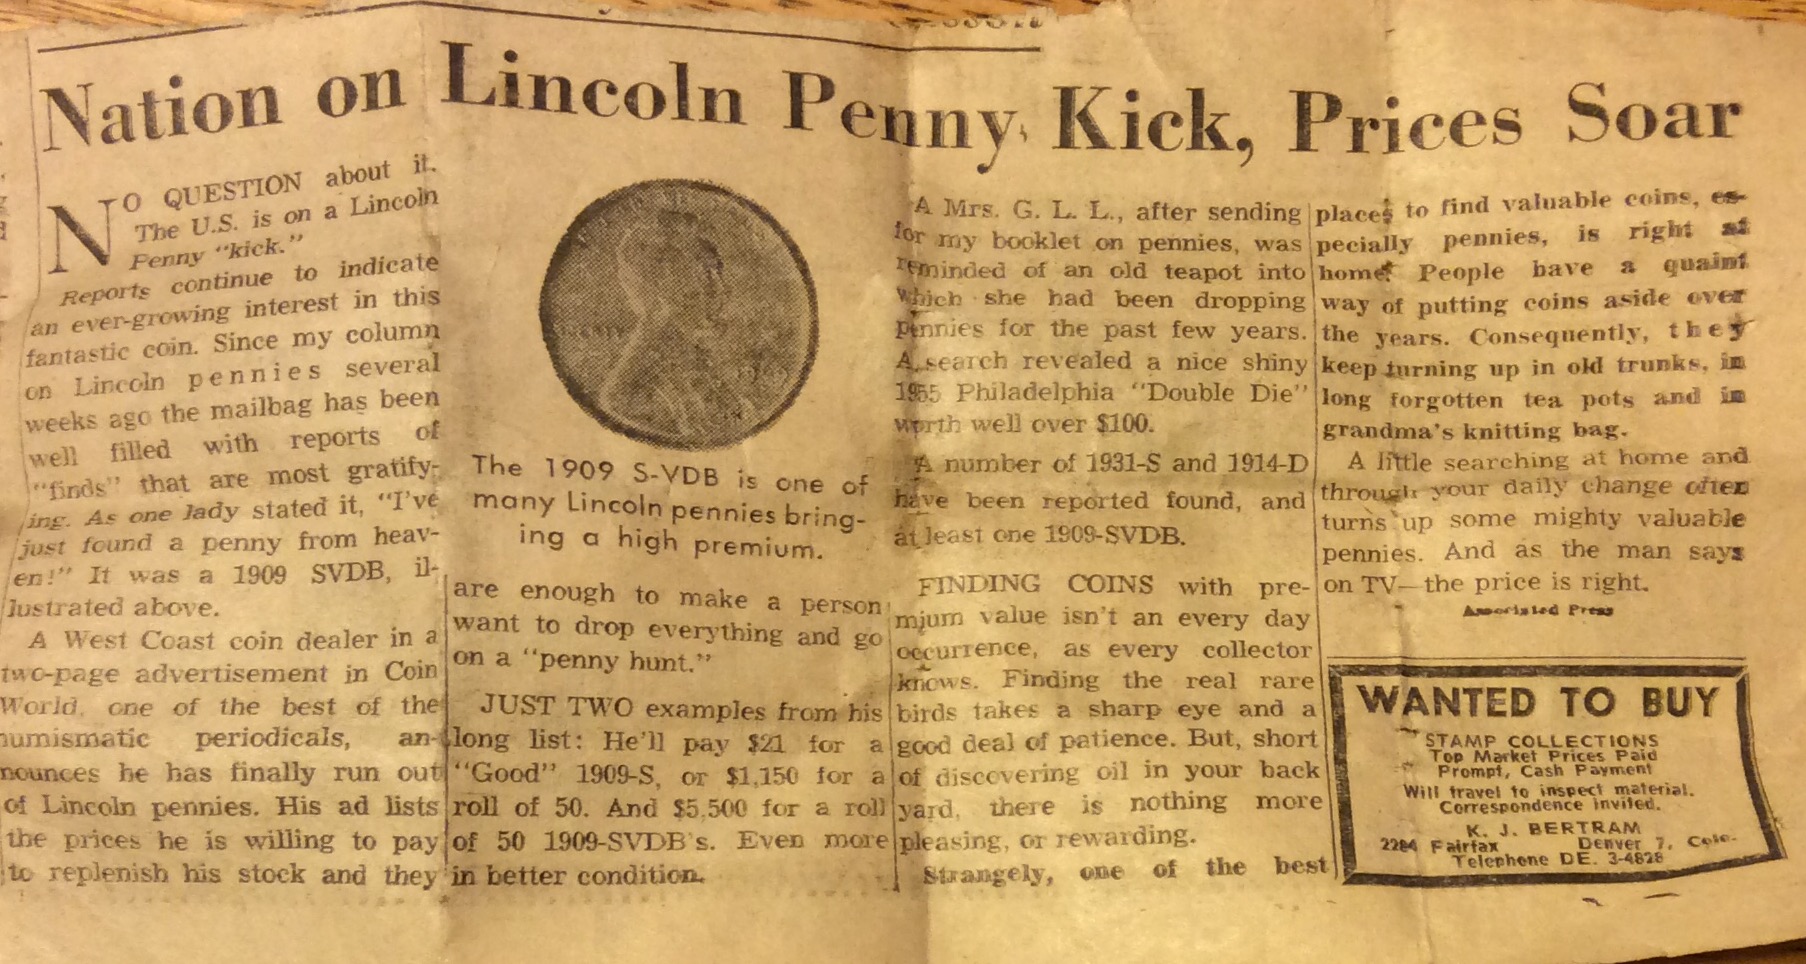 Nation on Lincoln Penny Kick, Prices Soar
NO QUESTION about it.
The U.S. is on a Lincoln
Penny "kick."
Reports continue to indicate
an ever-growing interest in this
fantastic coin. Since my column
on Lincoln pennies several
weeks ago the mailbag has been
well filled with reports of
"finds" that are most gratify-
ing. As one lady stated it, "I've
just found a penny from heav-
en!" It was a 1909 SVDB, il-
lustrated above.
A West Coast coin dealer in a
two-page advertisement in Coin
World, one of the best of the
numismatic periodicals, an-
nounces he has finally run out
of Lincoln pennies. His ad lists
the prices he is willing to pay
to replenish his stock and they
The 1909 S-VDB is one of
many Lincoln pennies bring-
ing a high premium.
are enough to make a person
want to drop everything and go
on a "penny hunt."
JUST TWO examples from his
long list: He'll pay $21 for a
"Good" 1909-S, or $1,150 for a
roll of 50. And $5,500 for a roll
of 50 1909-SVDB's. Even more
in better condition.
A Mrs. G. L. L., after sending
for my booklet on pennies, was
reminded of an old teapot into
which she had been dropping
pennies for the past few years.
A search revealed a nice shiny
1955 Philadelphia "Double Die"
worth well over $100.
A number of 1931-S and 1914-D
have been reported found, and
at least one 1909-SVDB.
FINDING COINS with pre-
mium value isn't an every day
occurrence, as every collector
knows. Finding the real rare
birds takes a sharp eye and a
good deal of patience. But, short
of discovering oil in your back
yard, there is nothing more
pleasing, or rewarding.
Strangely, one of the best
places to find valuable coins, es-
pecially pennies, is right at
home. People have a quaint
way of putting coins aside over
the years. Consequently, they
keep turning up in old trunks, in
long forgotten tea pots and in
grandma's knitting bag.
A little searching at home and
through your daily change often
turns up some mighty valuable
pennies. And as the man says
on TV—the price is right.
Associated Press
WANTED TO BUY
STAMP COLLECTIONS
Top Market Prices Paid
Prompt, Cash Payment
Will travel to inspect material.
Correspondence invited.
K. J. BERTRAM
2284 Fairfax Denver 7, Colo.
Telephone DE. 3-4828